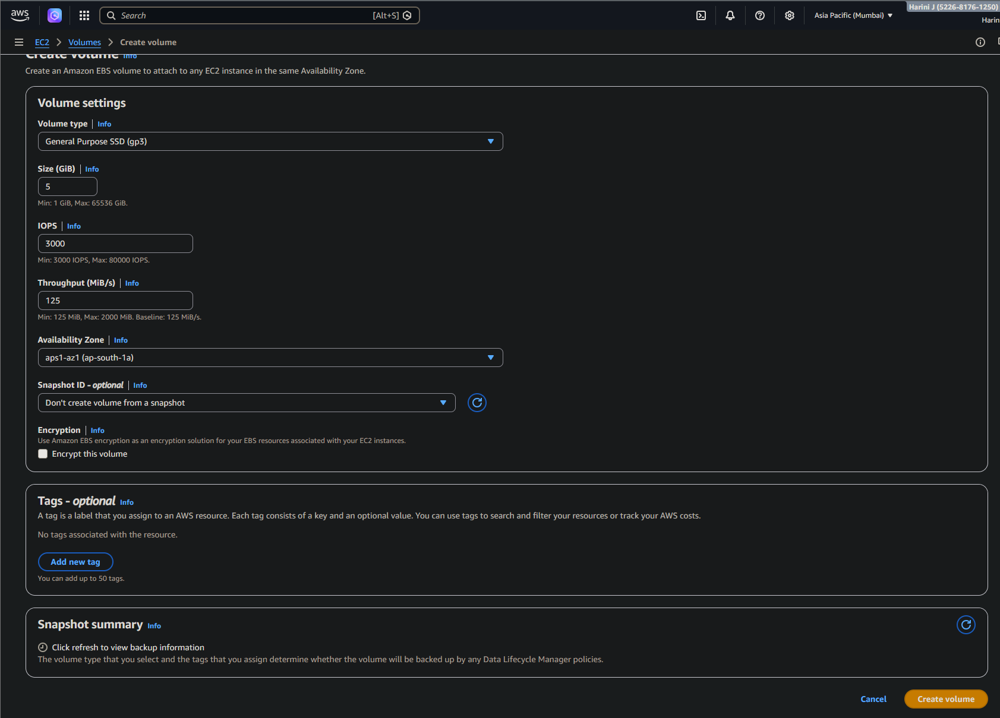 aws
Search [Alt+S]
Asia Pacific (Mumbai)
Harini J (5226-8176-1250)
Harin
EC2 Volumes Create volume
Create volume Info
Create an Amazon EBS volume to attach to any EC2 instance in the same Availability Zone.
Volume settings
Volume type Info
General Purpose SSD (gp3)
Size (GiB) Info
5
Min: 1 GiB, Max: 65536 GiB.
IOPS Info
3000
Min: 3000 IOPS, Max: 80000 IOPS.
Throughput (MiB/s) Info
125
Min: 125 MiB, Max: 2000 MiB. Baseline: 125 MiB/s.
Availability Zone Info
aps1-az1 (ap-south-1a)
Snapshot ID - optional Info
Don't create volume from a snapshot
Encryption Info
Use Amazon EBS encryption as an encryption solution for your EBS resources associated with your EC2 instances.
Encrypt this volume
Tags - optional Info
A tag is a label that you assign to an AWS resource. Each tag consists of a key and an optional value. You can use tags to search and filter your resources or track your AWS costs.
No tags associated with the resource.
Add new tag
You can add up to 50 tags.
Snapshot summary Info
Click refresh to view backup information
The volume type that you select and the tags that you assign determine whether the volume will be backed up by any Data Lifecycle Manager policies.
Cancel Create volume